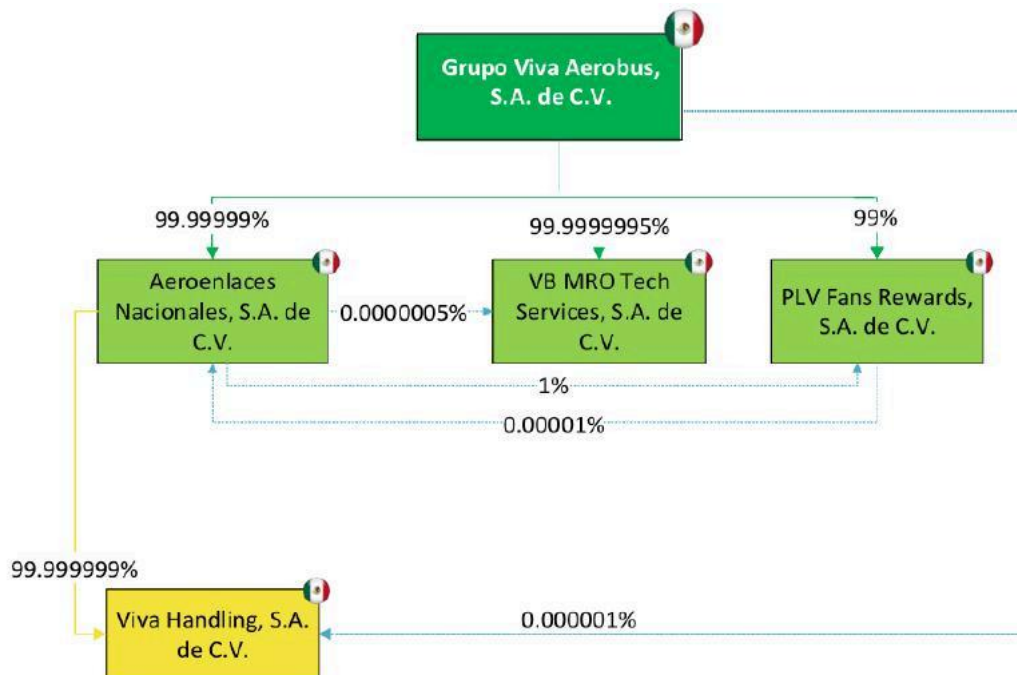 Grupo Viva Aerobus,
S.A. de C.V.
99.99999%
99.9999995%
99%
Aeroenlaces
Nacionales, S.A. de
C.V.
0.0000005%
VB MRO Tech
Services, S.A. de
C.V.
PLV Fans Rewards,
S.A. de C.V.
1%
0.00001%
99.999999%
Viva Handling, S.A.
de C.V.
0.000001%